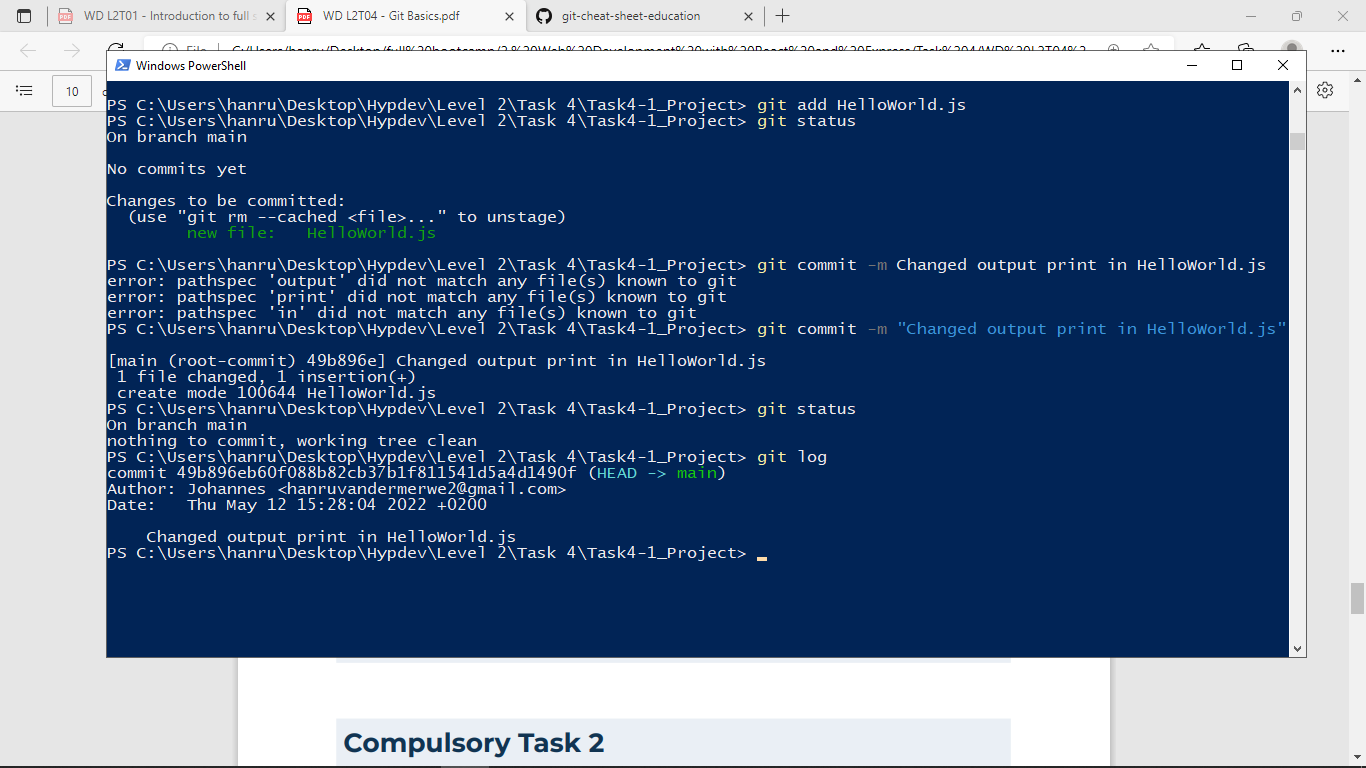 WD L2T01 - Introduction to full
WD L2T04 - Git Basics.pdf
git-cheat-sheet-education
Windows PowerShell
10
PS C:\Users\hanru\Desktop\Hypdev\Level 2\Task 4\Task4-1_Project> git add HelloWorld.js
PS C:\Users\hanru\Desktop\Hypdev\Level 2\Task 4\Task4-1_Project> git status
On branch main
No commits yet
Changes to be committed:
(use "git rm --cached <file>..." to unstage)
new file: HelloWorld.js
PS C:\Users\hanru\Desktop\Hypdev\Level 2\Task 4\Task4-1_Project> git commit -m Changed output print in HelloWorld.js
error: pathspec 'output' did not match any file(s) known to git
error: pathspec 'print' did not match any file(s) known to git
error: pathspec 'in' did not match any file(s) known to git
PS C:\Users\hanru\Desktop\Hypdev\Level 2\Task 4\Task4-1_Project> git commit -m "Changed output print in HelloWorld.js"
[main (root-commit) 49b896e] Changed output print in HelloWorld.js
1 file changed, 1 insertion(+)
create mode 100644 HelloWorld.js
PS C:\Users\hanru\Desktop\Hypdev\Level 2\Task 4\Task4-1_Project> git status
On branch main
nothing to commit, working tree clean
PS C:\Users\hanru\Desktop\Hypdev\Level 2\Task 4\Task4-1_Project> git log
commit 49b896eb60f088b82cb37b1f811541d5a4d1490f (HEAD -> main)
Author: Johannes <hanruvandermerwe2@gmail.com>
Date: Thu May 12 15:28:04 2022 +0200
Changed output print in HelloWorld.js
PS C:\Users\hanru\Desktop\Hypdev\Level 2\Task 4\Task4-1_Project>
Compulsory Task 2